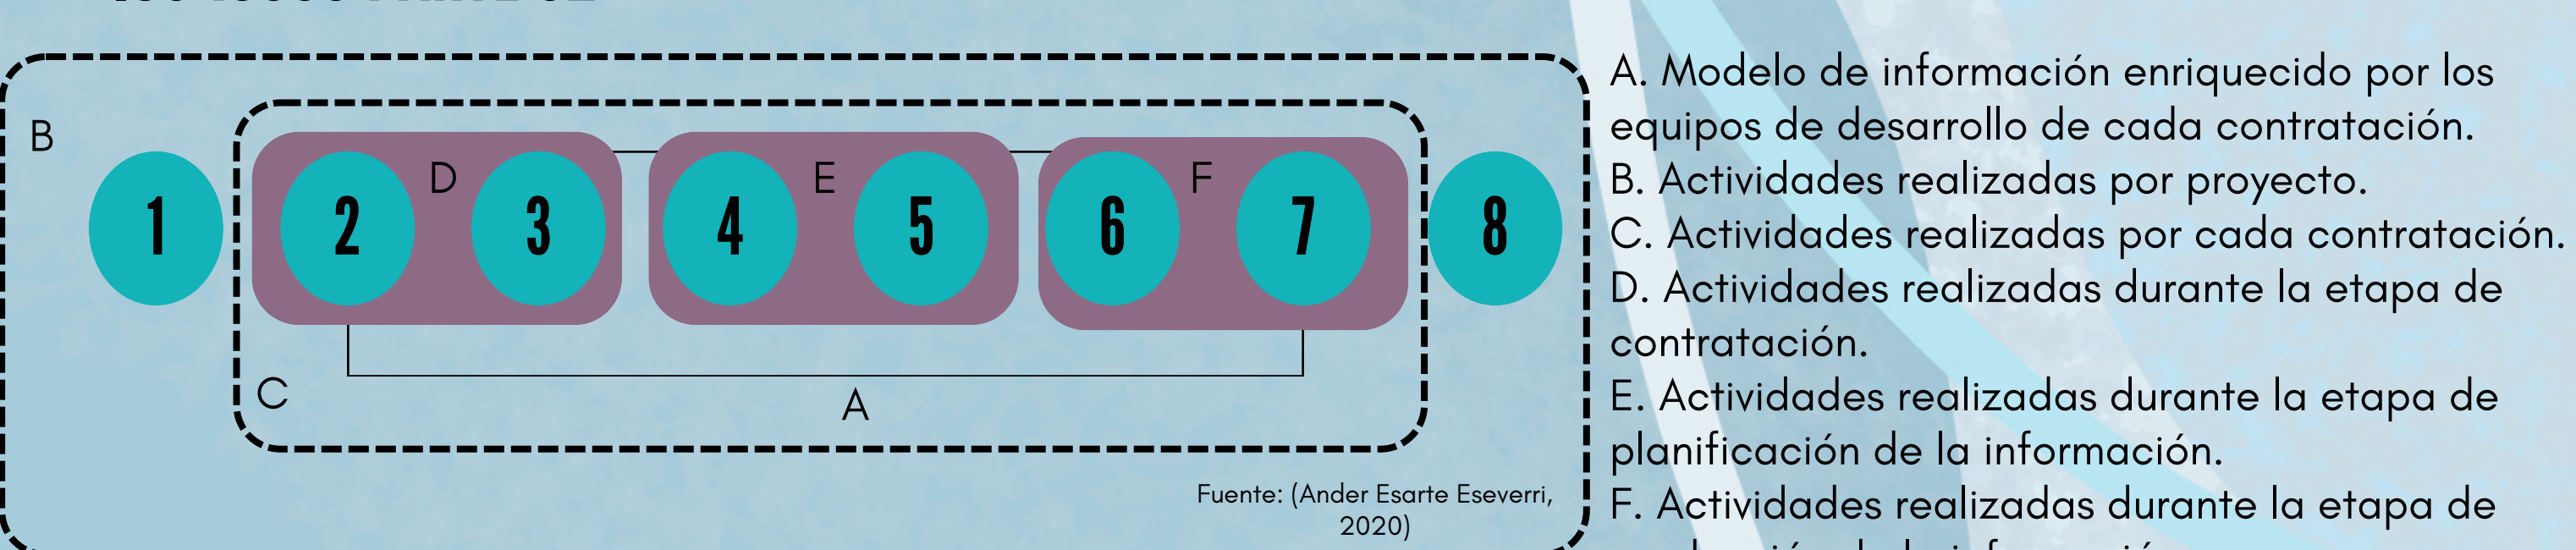 B
1
2
D
3
4
E
5
6
F
7
8
C
A
Fuente: (Ander Esarte Eseverri,
2020)
A. Modelo de información enriquecido por los
equipos de desarrollo de cada contratación.
B. Actividades realizadas por proyecto.
C. Actividades realizadas por cada contratación.
D. Actividades realizadas durante la etapa de
contratación.
E. Actividades realizadas durante la etapa de
planificación de la información.
F. Actividades realizadas durante la etapa de